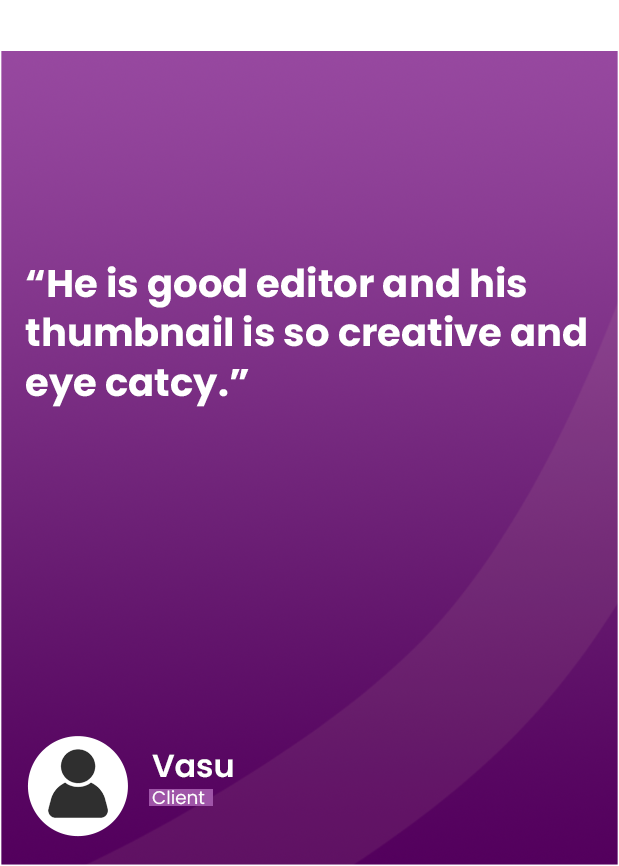 “He is good editor and his
thumbnail is so creative and
eye catcy.”
Vasu
Client